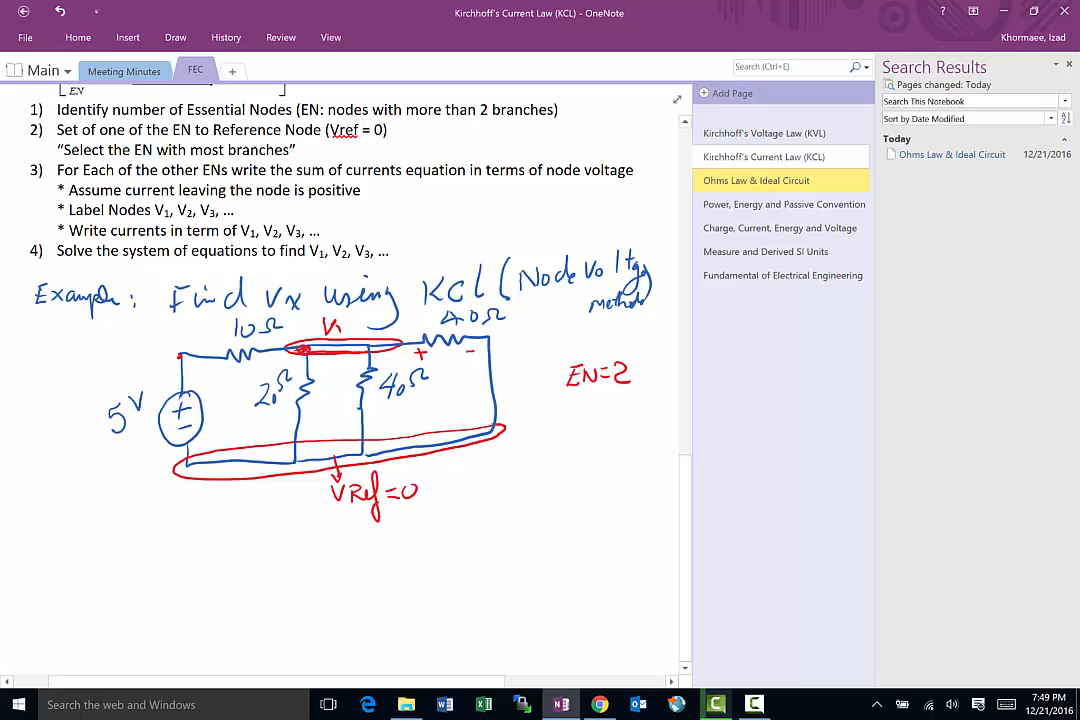 Kirchhoff's Current Law (KCL) - OneNote
File Home Insert Draw History Review View
Khormaee, Izad
Main
Meeting Minutes
FEC
Search (Ctrl+E)
EN
1) Identify number of Essential Nodes (EN: nodes with more than 2 branches)
2) Set of one of the EN to Reference Node (Vref = 0)
"Select the EN with most branches"
3) For Each of the other ENs write the sum of currents equation in terms of node voltage
* Assume current leaving the node is positive
* Label Nodes V₁, V₂, V₃, ...
* Write currents in term of V₁, V₂, V₃, ...
4) Solve the system of equations to find V₁, V₂, V₃, ...
Example: Find Vx using KCL (Node Voltage
method)
10Ω
V₁
40Ω
+ -
20Ω
40Ω
5V
+
-
EN=2
VRef=0
Add Page
Kirchhoff's Voltage Law (KVL)
Kirchhoff's Current Law (KCL)
Ohms Law & Ideal Circuit
Power, Energy and Passive Convention
Charge, Current, Energy and Voltage
Measure and Derived SI Units
Fundamental of Electrical Engineering
Search Results
Pages changed: Today
Search This Notebook
Sort by Date Modified
Today
Ohms Law & Ideal Circuit 12/21/2016
Search the web and Windows
7:49 PM
12/21/2016